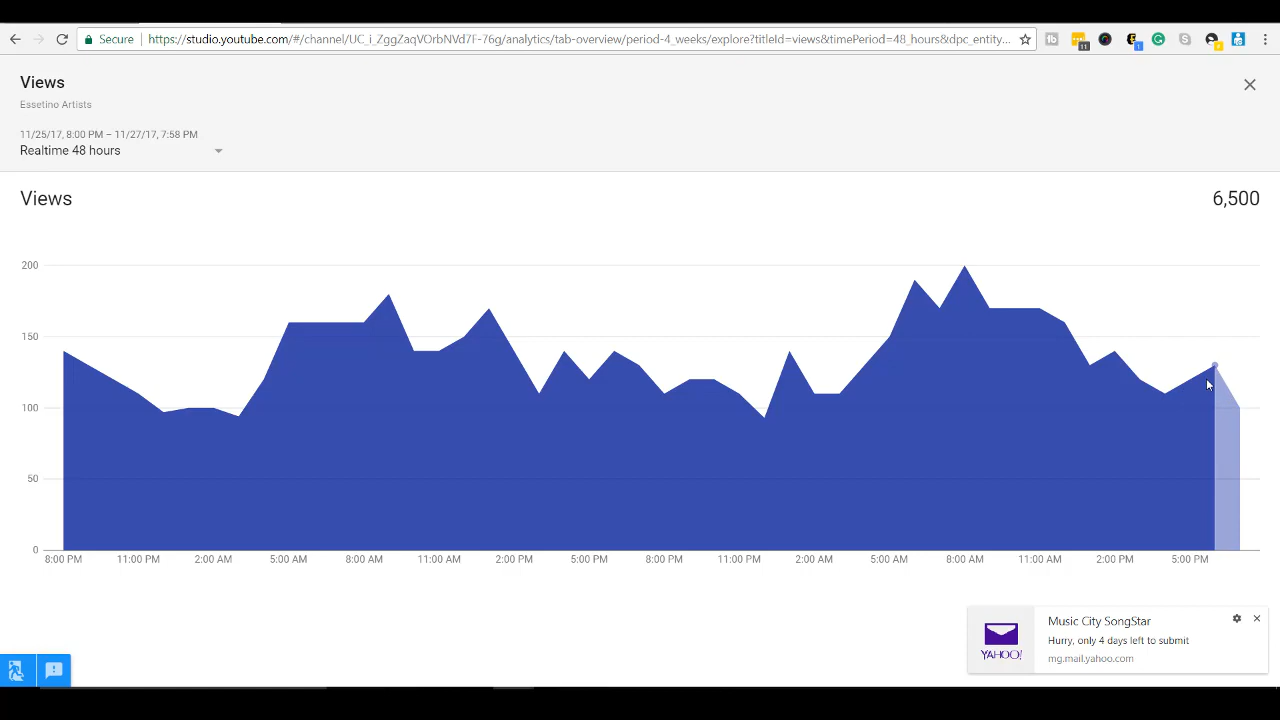 Secure
https://studio.youtube.com/#/channel/UC_i_ZggZaqVOrbNVd7F-76g/analytics/tab-overview/period-4_weeks/explore?titleId=views&timePeriod=48_hours&dpc_entity...
11
1
4
Views
Essetino Artists
11/25/17, 8:00 PM – 11/27/17, 7:58 PM
Realtime 48 hours
Views
6,500
200
150
100
50
0
8:00 PM 11:00 PM 2:00 AM 5:00 AM 8:00 AM 11:00 AM 2:00 PM 5:00 PM 8:00 PM 11:00 PM 2:00 AM 5:00 AM 8:00 AM 11:00 AM 2:00 PM 5:00 PM
Music City SongStar
Hurry, only 4 days left to submit
mg.mail.yahoo.com
YAHOO!